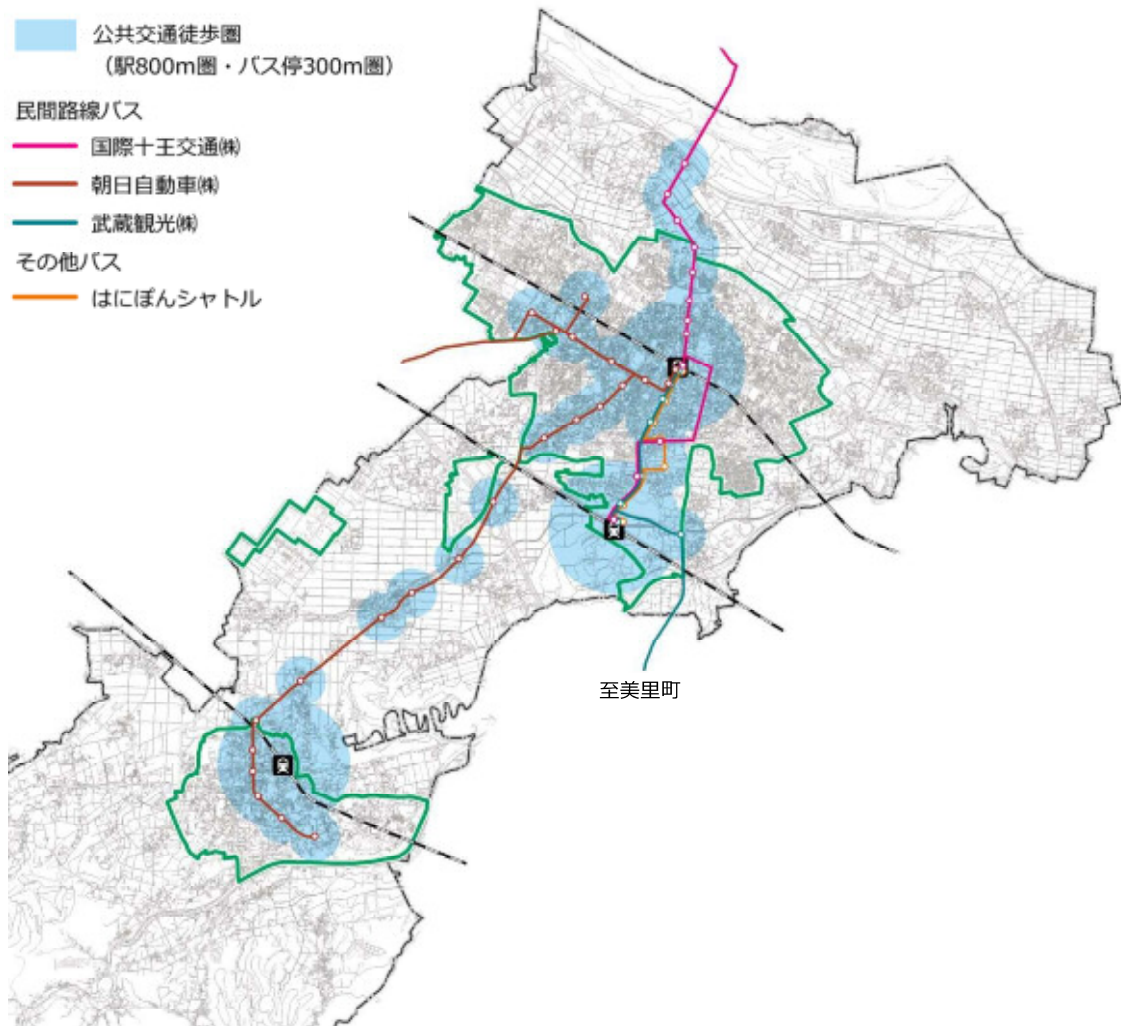 公共交通徒歩圏
（駅800m圏・バス停300m圏）
民間路線バス
国際十王交通㈱
朝日自動車㈱
武蔵観光㈱
その他バス
はにぽんシャトル
至美里町